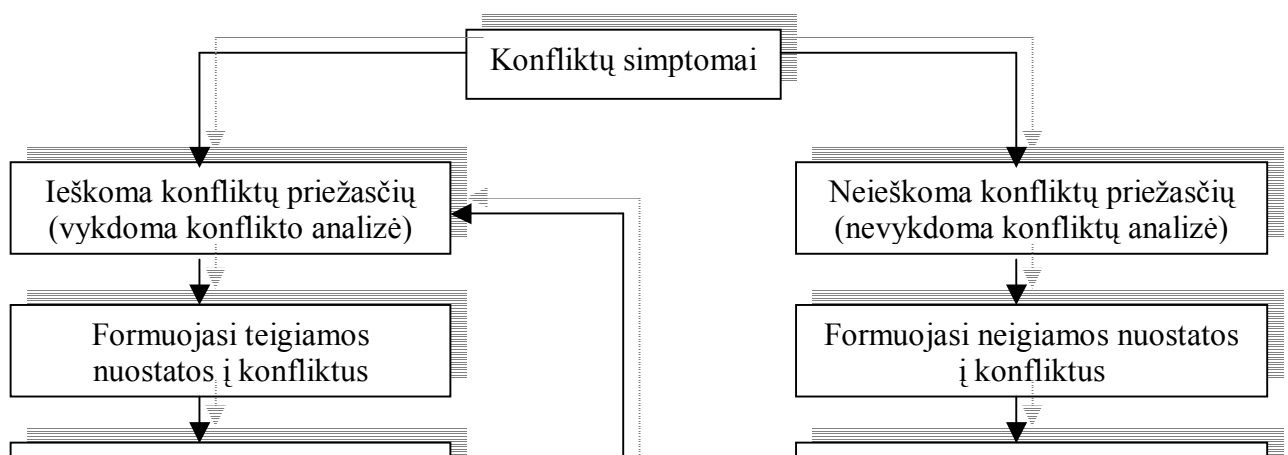 Konfliktų simptomai
Ieškoma konfliktų priežasčių
(vykdoma konflikto analizė)
Neieškoma konfliktų priežasčių
(nevykdoma konfliktų analizė)
Formuojasi teigiamos
nuostatos į konfliktus
Formuojasi neigiamos nuostatos
į konfliktus